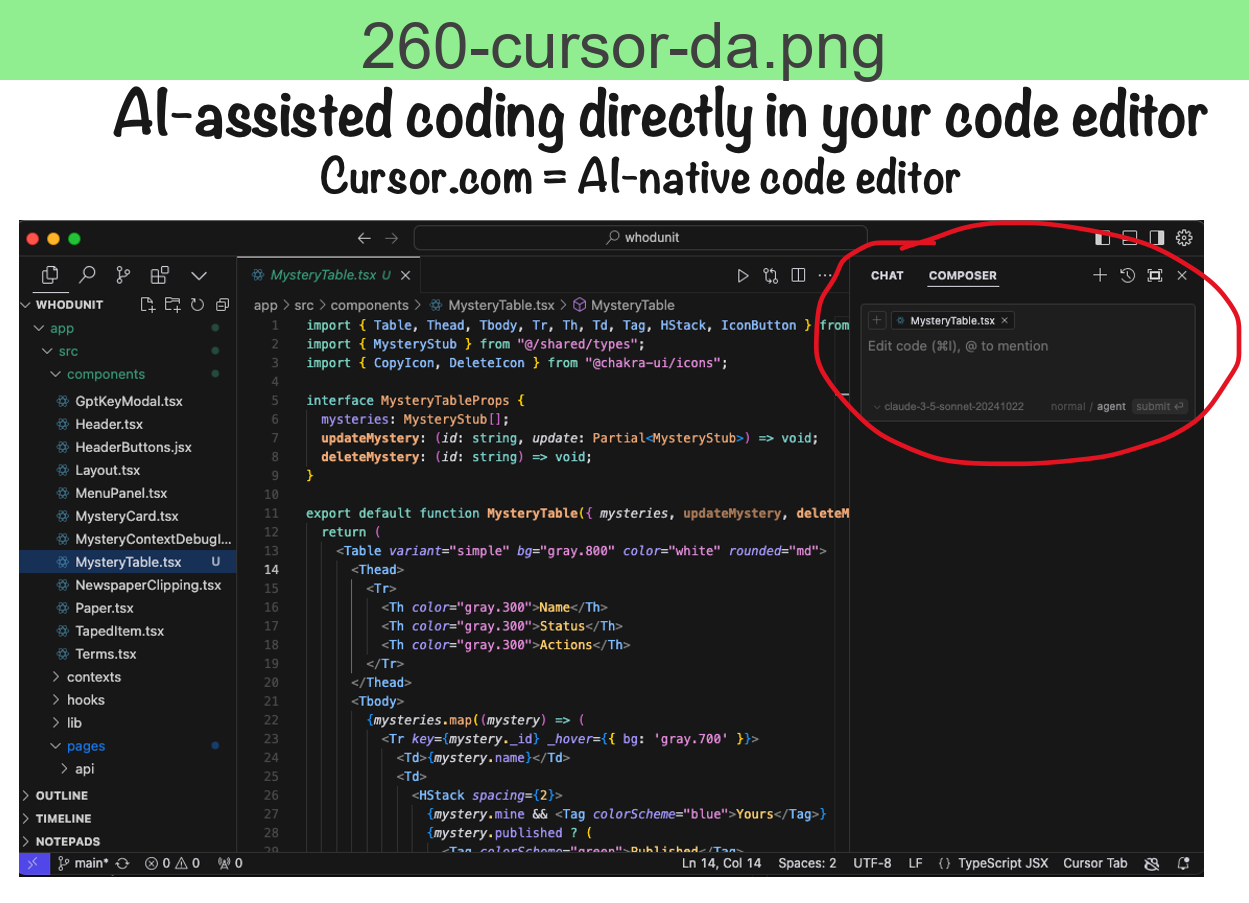 260-cursor-da.png
AI-assisted coding directly in your code editor
Cursor.com = AI-native code editor
whodunit
MysteryTable.tsx U
CHAT COMPOSER
WHODUNIT
app > src > components > MysteryTable.tsx > MysteryTable
app
src
components
GptKeyModal.tsx
Header.tsx
HeaderButtons.jsx
Layout.tsx
MenuPanel.tsx
MysteryCard.tsx
MysteryContextDebugI...
MysteryTable.tsx U
NewspaperClipping.tsx
Paper.tsx
TapedItem.tsx
Terms.tsx
contexts
hooks
lib
pages
api
OUTLINE
TIMELINE
NOTEPADS
1 import { Table, Thead, Tbody, Tr, Th, Td, Tag, HStack, IconButton } from
2 import { MysteryStub } from "@/shared/types";
3 import { CopyIcon, DeleteIcon } from "@chakra-ui/icons";
4
5 interface MysteryTableProps {
6 mysteries: MysteryStub[];
7 updateMystery: (id: string, update: Partial<MysteryStub>) => void;
8 deleteMystery: (id: string) => void;
9 }
10
11 export default function MysteryTable({ mysteries, updateMystery, deleteM
12 return (
13 <Table variant="simple" bg="gray.800" color="white" rounded="md">
14 <Thead>
15 <Tr>
16 <Th color="gray.300">Name</Th>
17 <Th color="gray.300">Status</Th>
18 <Th color="gray.300">Actions</Th>
19 </Tr>
20 </Thead>
21 <Tbody>
22 {mysteries.map((mystery) => (
23 <Tr key={mystery._id} _hover={{ bg: 'gray.700' }}>
24 <Td>{mystery.name}</Td>
25 <Td>
26 <HStack spacing={2}>
27 {mystery.mine && <Tag colorScheme="blue">Yours</Tag>}
28 {mystery.published ? (
29 <Tag colorScheme="green">Published</Tag>
MysteryTable.tsx
Edit code (⌘I), @ to mention
claude-3-5-sonnet-20241022 normal / agent submit ⏎
main* 0 0 0 Ln 14, Col 14 Spaces: 2 UTF-8 LF {} TypeScript JSX Cursor Tab